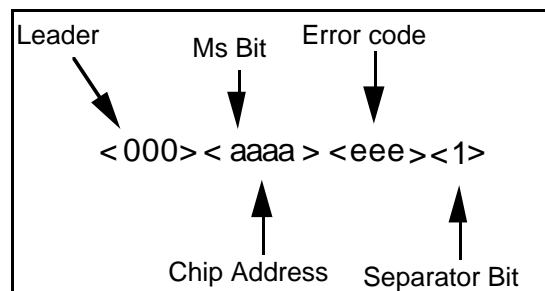 Leader Ms Bit Error code
<000> < aaaa > <eee > <1>
Chip Address Separator Bit